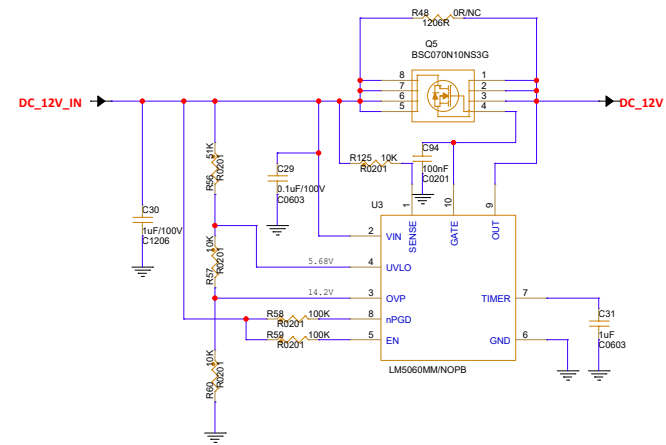 R48 0R/NC
1206R
Q5
BSC070N10NS3G
8 1
7 2
6 3
5 4
DC_12V_IN DC_12V
R56 51K
R0201
C29
0.1uF/100V
C0603
R125 10K
R0201
C94
100nF
C0201
C30
1uF/100V
C1206
U3
1 10 9
SENSE GATE OUT
2 VIN
R57 10K
R0201
5.68V 4 UVLO
14.2V 3 OVP
TIMER 7
R58 100K 8 nPGD
R0201
R59 100K 5 EN
R0201
GND 6
C31
1uF
C0603
R60 10K
R0201
LM5060MM/NOPB